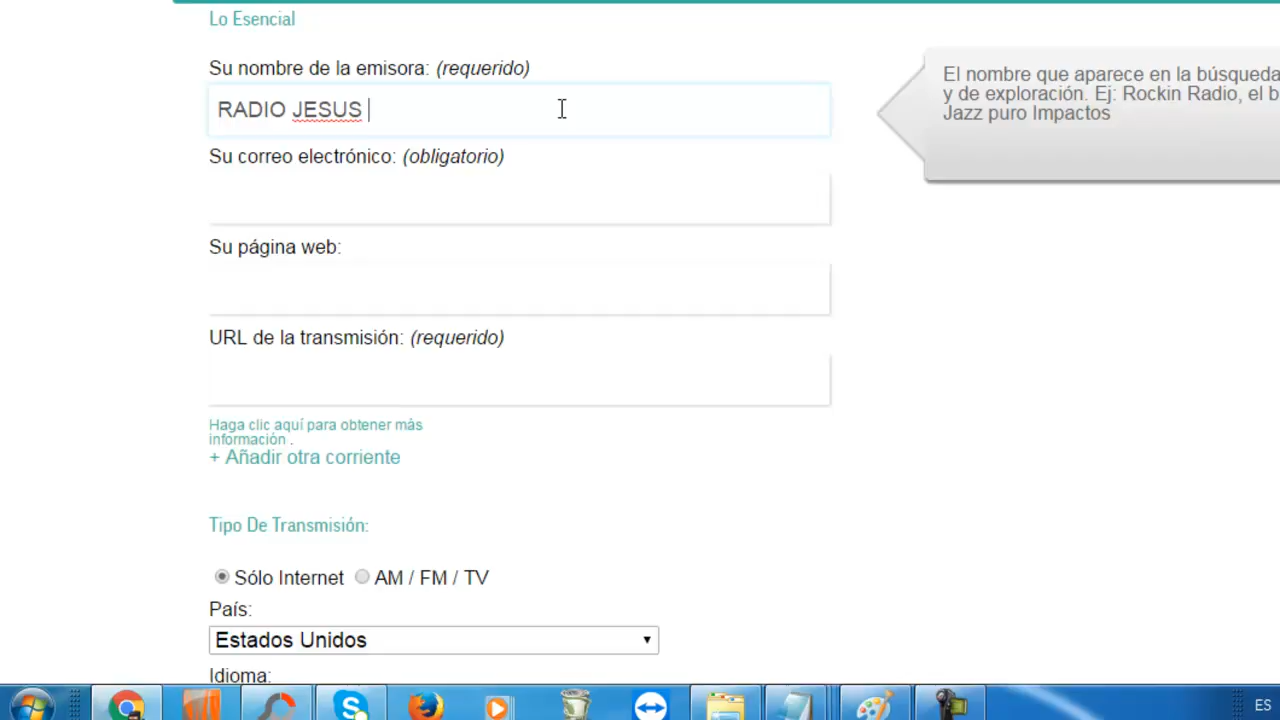 Lo Esencial
Su nombre de la emisora: (requerido)
RADIO JESUS
El nombre que aparece en la búsqueda
y de exploración. Ej: Rockin Radio, el b
Jazz puro Impactos
Su correo electrónico: (obligatorio)
Su página web:
URL de la transmisión: (requerido)
Haga clic aquí para obtener más
información .
+ Añadir otra corriente
Tipo De Transmisión:
Sólo Internet AM / FM / TV
País:
Estados Unidos
Idioma:
ES